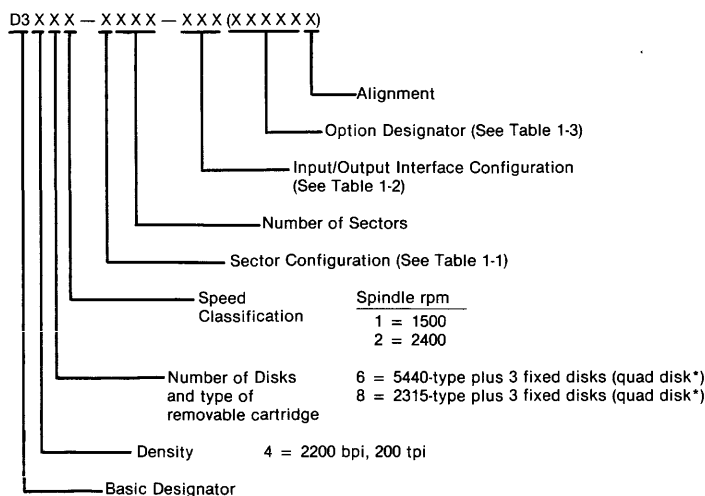 D3XXX — XXXX — XXX (XXXXXX)
Alignment
Option Designator (See Table 1-3)
Input/Output Interface Configuration
(See Table 1-2)
Number of Sectors
Sector Configuration (See Table 1-1)
Speed Classification
Spindle rpm
1 = 1500
2 = 2400
Number of Disks
and type of
removable cartridge
6 = 5440-type plus 3 fixed disks (quad disk*)
8 = 2315-type plus 3 fixed disks (quad disk*)
Density 4 = 2200 bpi, 200 tpi
Basic Designator